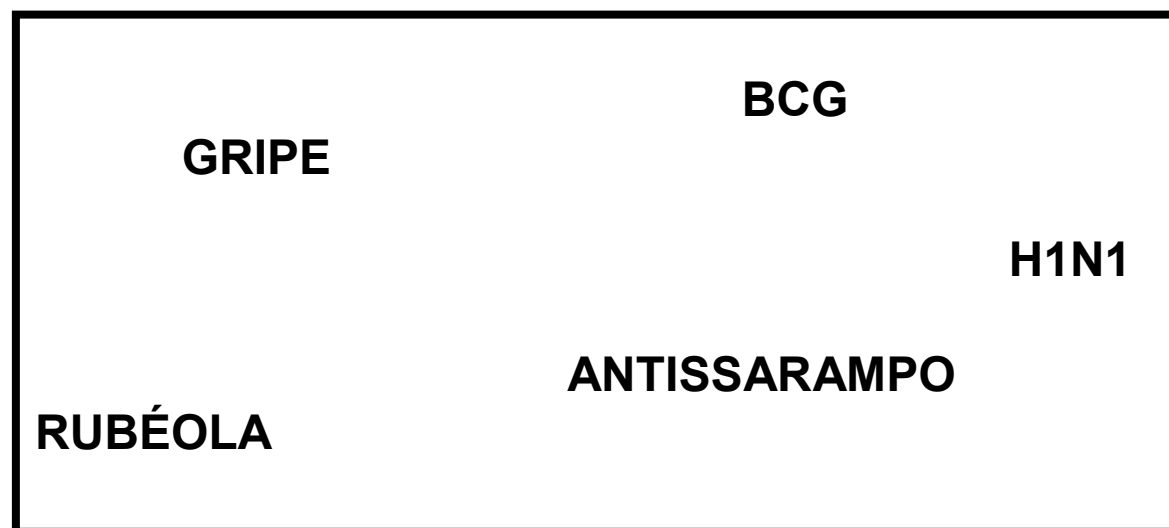 BCG
GRIPE
H1N1
ANTISSARAMPO
RUBÉOLA